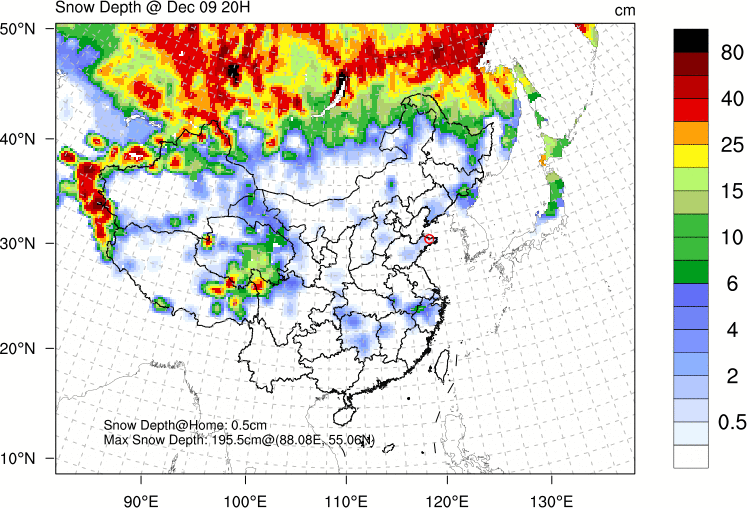 Snow Depth @ Dec 09 20H
cm
50°N
40°N
30°N
20°N
10°N
90°E
100°E
110°E
120°E
130°E
80
40
25
15
10
6
4
2
0.5
Snow Depth@Home: 0.5cm
Max Snow Depth: 195.5cm@(88.08E, 55.06N)